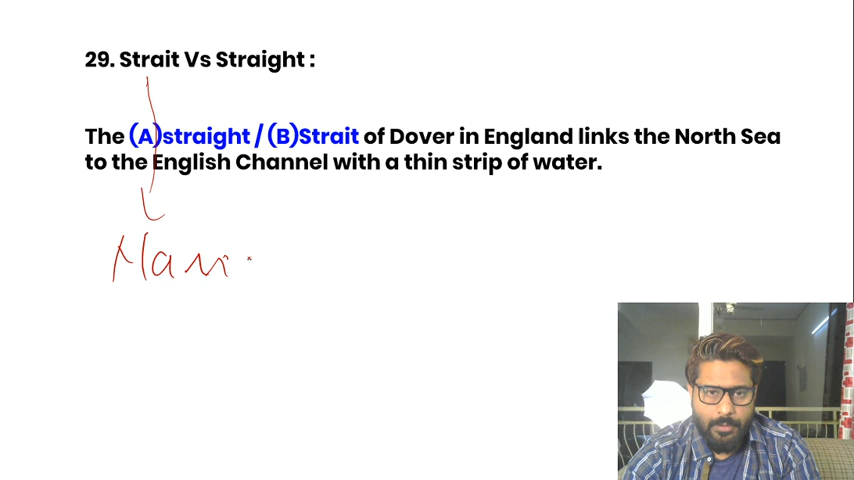 29. Strait Vs Straight :
The (A)straight / (B)Strait of Dover in England links the North Sea
to the English Channel with a thin strip of water.